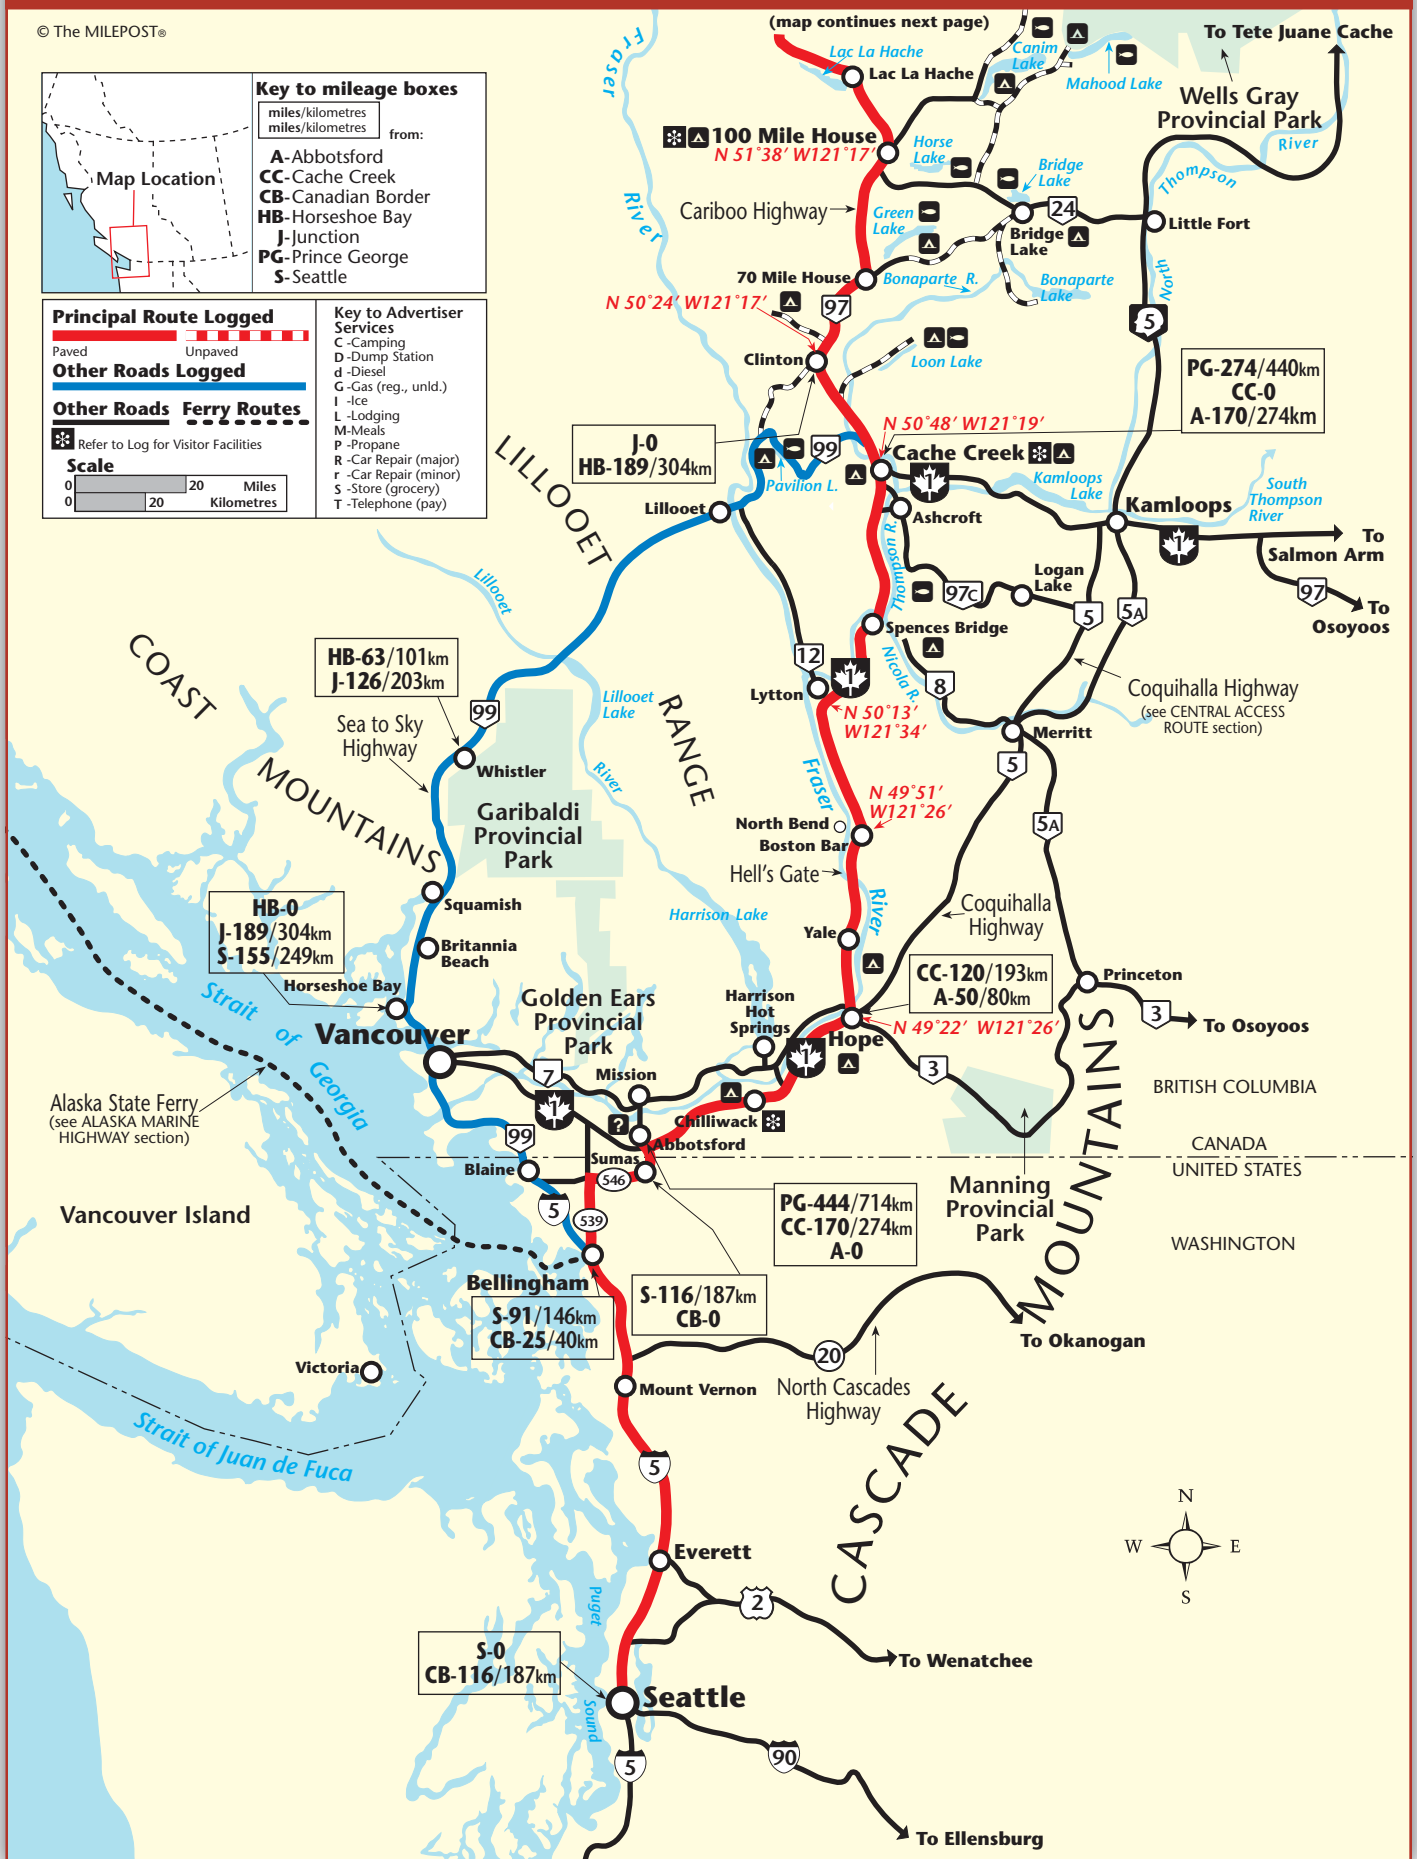 © The MILEPOST®
Key to mileage boxes
miles/kilometres
miles/kilometres
from:
A-Abbotsford
CC-Cache Creek
CB-Canadian Border
HB-Horseshoe Bay
J-Junction
PG-Prince George
S-Seattle
Map Location
Principal Route Logged
Paved
Unpaved
Other Roads Logged
Other Roads
Ferry Routes
Refer to Log for Visitor Facilities
Scale
0
20
Miles
0
20
Kilometres
Key to Advertiser
Services
C -Camping
D -Dump Station
d -Diesel
G -Gas (reg., unld.)
I -Ice
L -Lodging
M-Meals
P -Propane
R -Car Repair (major)
r -Car Repair (minor)
S -Store (grocery)
T -Telephone (pay)
(map continues next page)
Lac La Hache
Lac La Hache
Canim
Lake
Mahood Lake
To Tete Juane Cache
Wells Gray
Provincial Park
Fraser
River
100 Mile House
N 51°38′ W121°17′
Horse
Lake
Bridge
Lake
Thompson
River
Cariboo Highway
Green
Lake
24
Bridge
Lake
Little Fort
70 Mile House
Bonaparte R.
Bonaparte
Lake
North
N 50°24′ W121°17′
97
5
Clinton
Loon Lake
PG-274/440km
CC-0
A-170/274km
N 50°48′ W121°19′
J-0
HB-189/304km
99
Cache Creek
Pavilion L.
1
Kamloops
Lake
South
Thompson
River
Lillooet
Ashcroft
Kamloops
1
To
Salmon Arm
97
To
Osoyoos
LILLOOET
RANGE
Thompson R.
97C
Logan
Lake
5
5A
Lillooet
Lillooet
Lake
River
Spences Bridge
12
1
Nicola R.
8
Lytton
N 50°13′
W121°34′
Coquihalla Highway
(see CENTRAL ACCESS
ROUTE section)
Merritt
5
COAST
MOUNTAINS
HB-63/101km
J-126/203km
99
Sea to Sky
Highway
Whistler
Garibaldi
Provincial
Park
Fraser
River
N 49°51′
W121°26′
North Bend
Boston Bar
Hell's Gate
5A
HB-0
J-189/304km
S-155/249km
Squamish
Britannia
Beach
Harrison Lake
Yale
Coquihalla
Highway
Horseshoe Bay
Vancouver
Golden Ears
Provincial
Park
Harrison
Hot
Springs
CC-120/193km
A-50/80km
N 49°22′ W121°26′
Hope
Princeton
3
To Osoyoos
Strait
of
Georgia
7
Mission
1
1
3
BRITISH COLUMBIA
Alaska State Ferry
(see ALASKA MARINE
HIGHWAY section)
?
Chilliwack
Abbotsford
99
Blaine
Sumas
546
CANADA
UNITED STATES
5
539
Manning
Provincial
Park
PG-444/714km
CC-170/274km
A-0
Vancouver Island
WASHINGTON
Bellingham
S-91/146km
CB-25/40km
S-116/187km
CB-0
CASCADE
MOUNTAINS
To Okanogan
20
Victoria
Mount Vernon
North Cascades
Highway
Strait of Juan de Fuca
5
Everett
N
W
E
S
Puget
Sound
2
To Wenatchee
S-0
CB-116/187km
Seattle
5
90
To Ellensburg